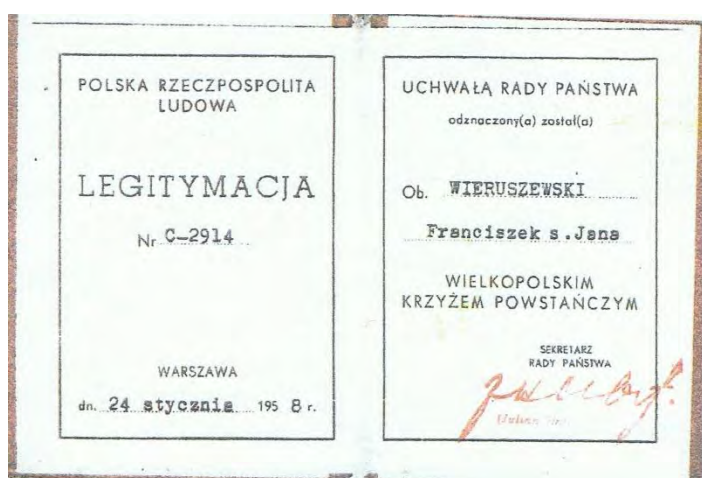 POLSKA RZECZPOSPOLITA
LUDOWA
LEGITYMACJA
Nr C-2914
WARSZAWA
dn. 24 stycznia 195 8 r.
UCHWAŁĄ RADY PAŃSTWA
odznaczony(a) został(a)
Ob. WIERUSZEWSKI
Franciszek s.Jana
WIELKOPOLSKIM
KRZYŻEM POWSTAŃCZYM
SEKRETARZ
RADY PAŃSTWA